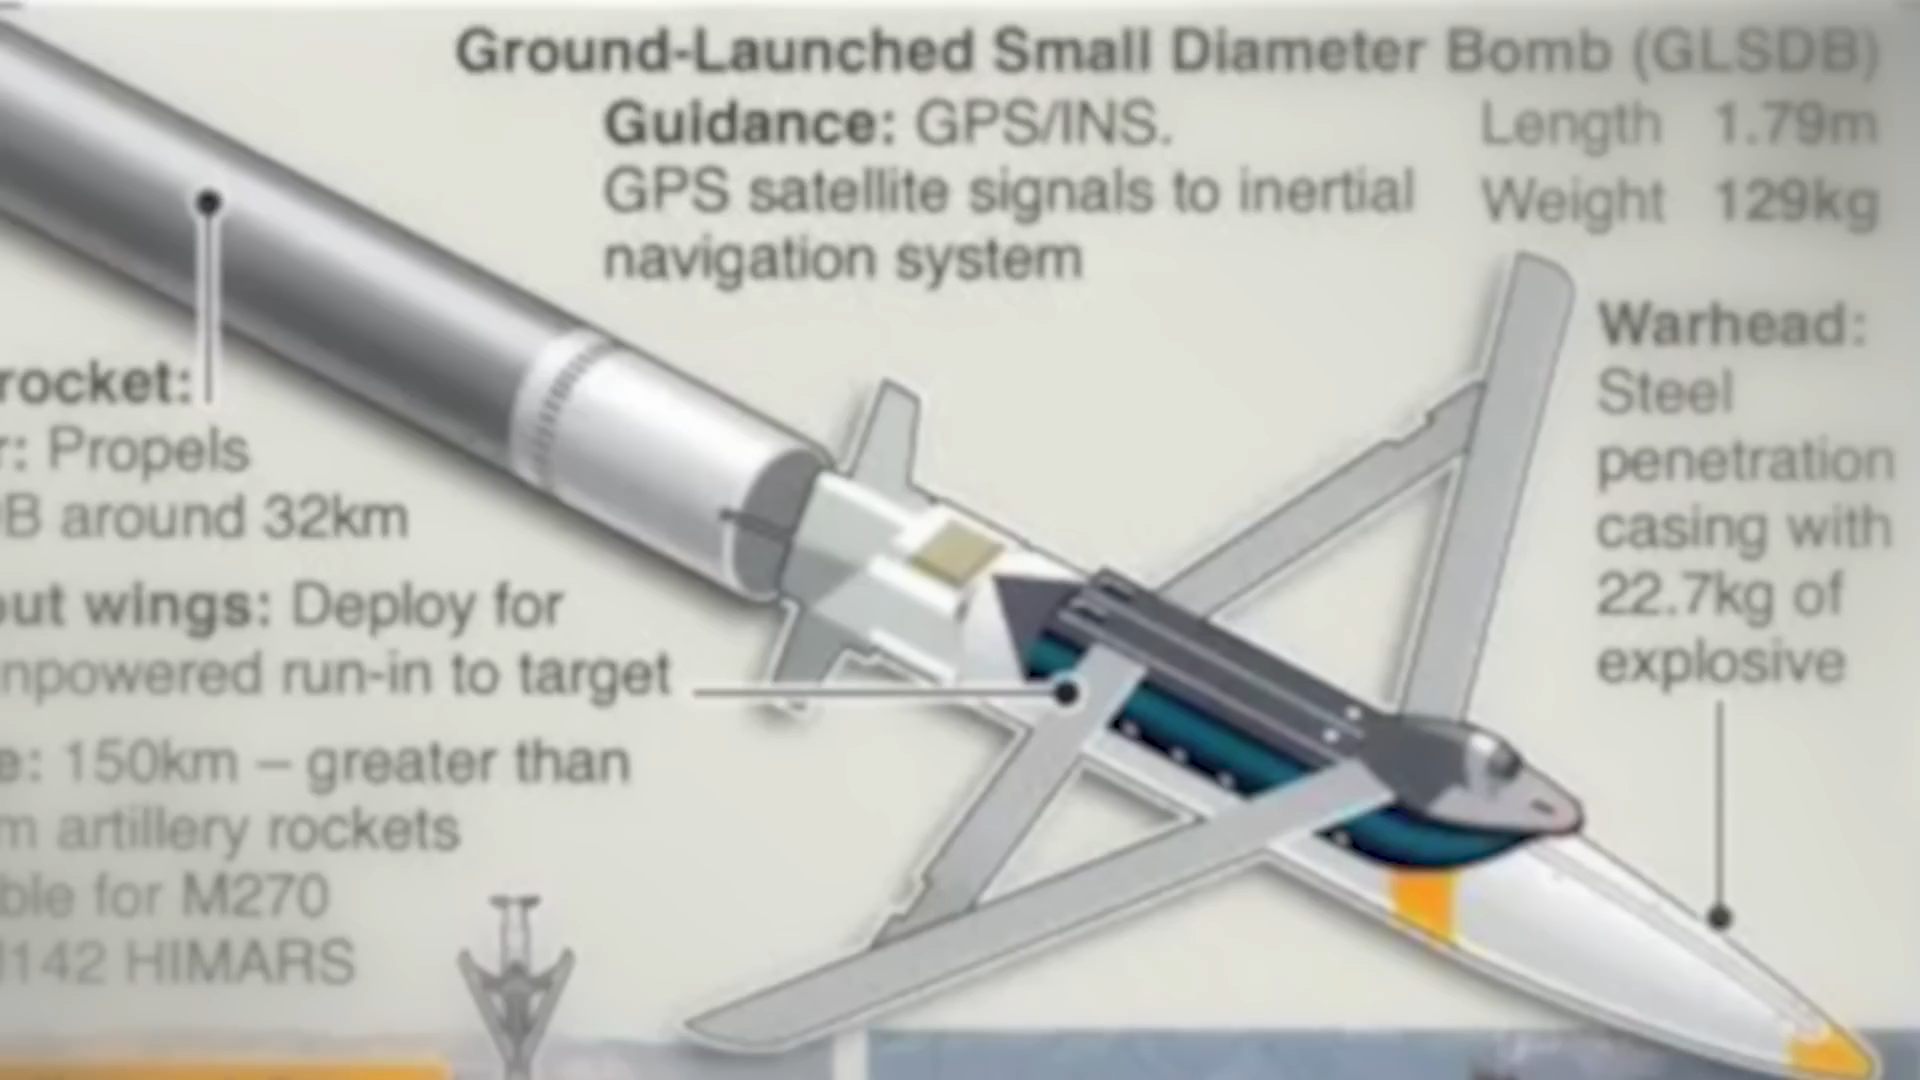 Ground-Launched Small Diameter Bomb (GLSDB)
Guidance: GPS/INS.
GPS satellite signals to inertial
navigation system
Length 1.79m
Weight 129kg
Warhead:
Steel
penetration
casing with
22.7kg of
explosive
rocket:
r: Propels
B around 32km
out wings: Deploy for
npowered run-in to target
e: 150km – greater than
m artillery rockets
ble for M270
142 HIMARS